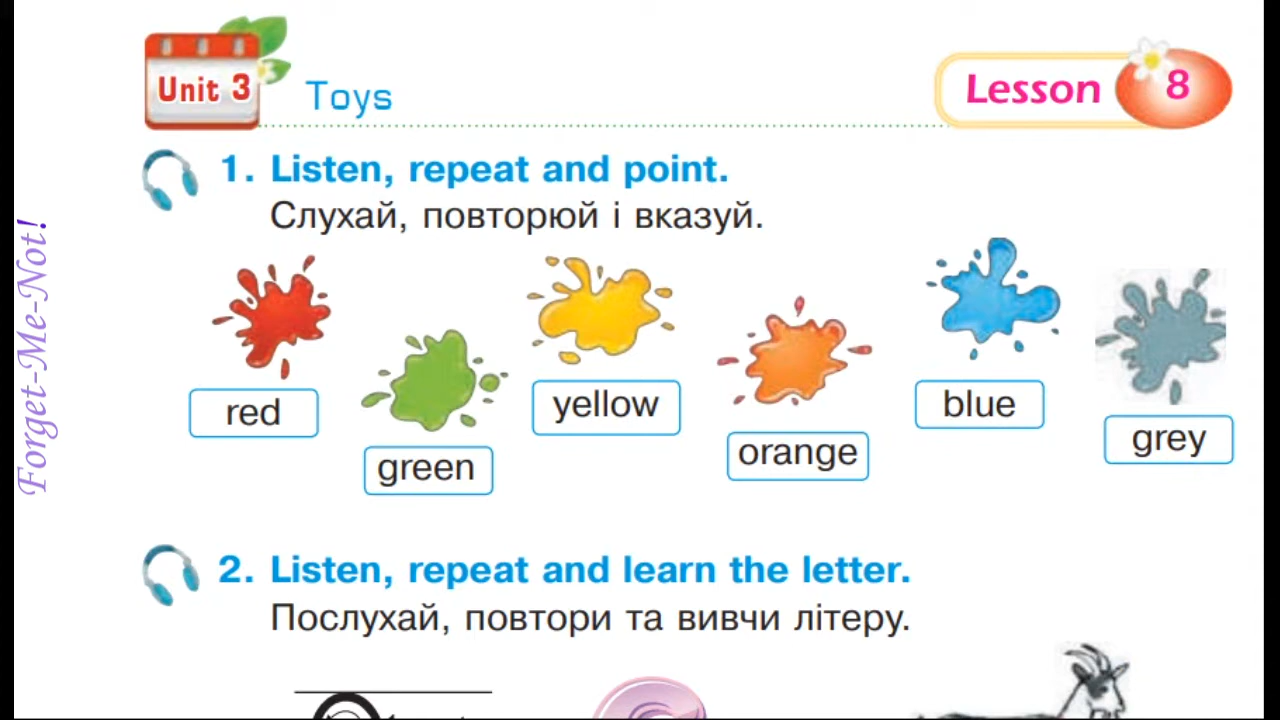 Unit 3
Toys
Lesson 8
1. Listen, repeat and point.
Слухай, повторюй і вказуй.
red
green
yellow
orange
blue
grey
2. Listen, repeat and learn the letter.
Послухай, повтори та вивчи літеру.
Forget-Me-Not!